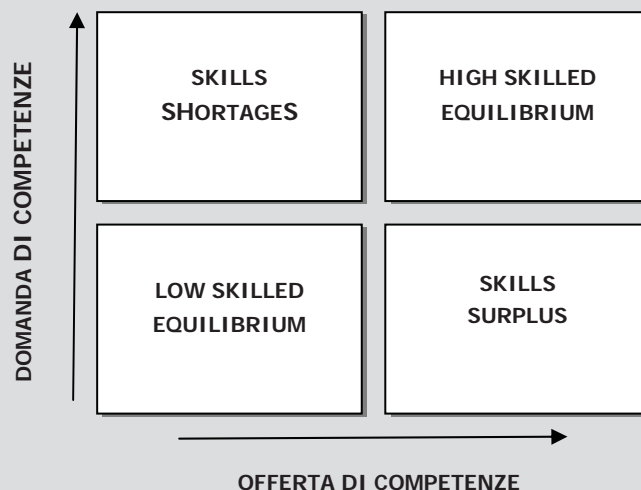 DOMANDA DI COMPETENZE
SKILLS
SHORTAGES
HIGH SKILLED
EQUILIBRIUM
LOW SKILLED
EQUILIBRIUM
SKILLS
SURPLUS
OFFERTA DI COMPETENZE